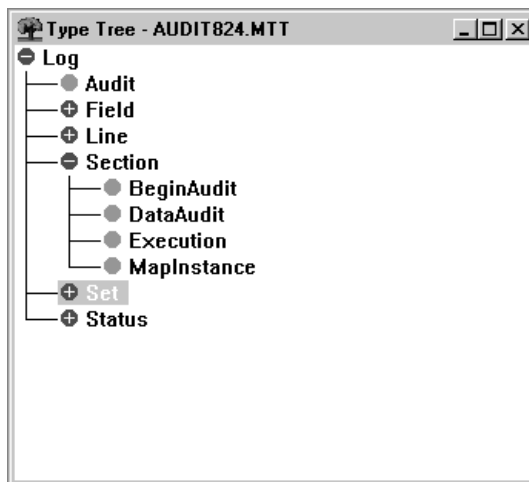 Type Tree - AUDIT824.MTT
Log
Audit
Field
Line
Section
BeginAudit
DataAudit
Execution
MapInstance
Set
Status